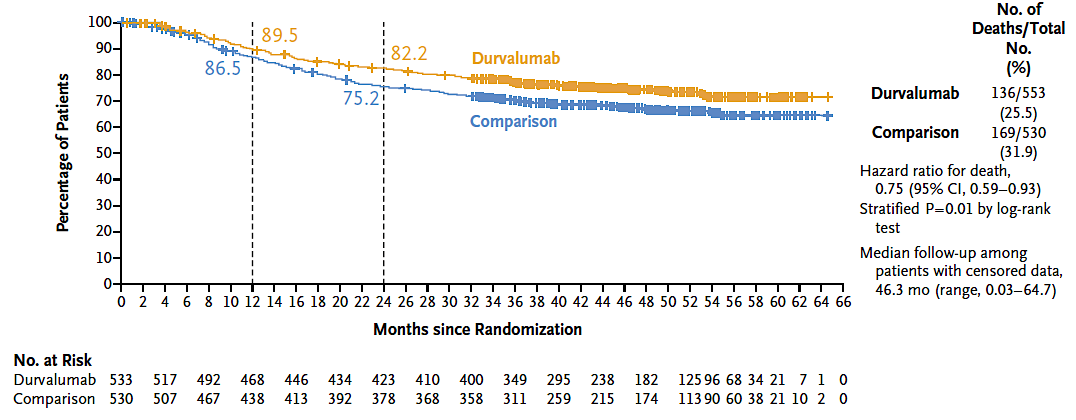 No. of
Deaths/Total
No.
(%)
Durvalumab 136/553
(25.5)
Comparison 169/530
(31.9)
Hazard ratio for death,
0.75 (95% CI, 0.59–0.93)
Stratified P=0.01 by log-rank
test
Median follow-up among
patients with censored data,
46.3 mo (range, 0.03–64.7)
Percentage of Patients
100
90
80
70
60
50
40
30
20
10
0
89.5
86.5
82.2
75.2
Durvalumab
Comparison
0 2 4 6 8 10 12 14 16 18 20 22 24 26 28 30 32 34 36 38 40 42 44 46 48 50 52 54 56 58 60 62 64 66
Months since Randomization
No. at Risk
Durvalumab 533 517 492 468 446 434 423 410 400 349 295 238 182 125 96 68 34 21 7 1 0
Comparison 530 507 467 438 413 392 378 368 358 311 259 215 174 113 90 60 38 21 10 2 0